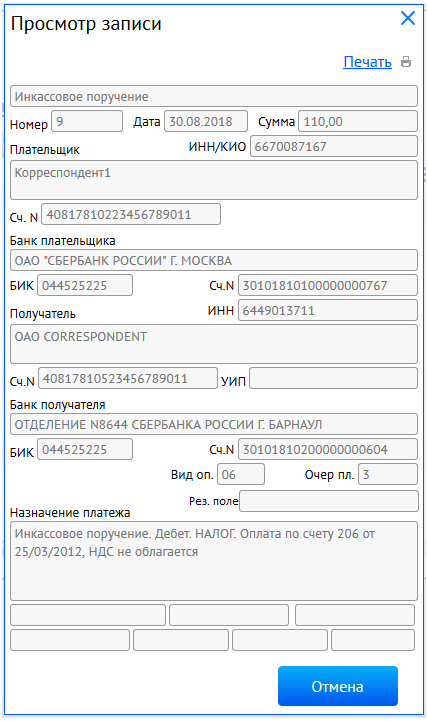 Просмотр записи
Печать
Инкассовое поручение
Номер 9 Дата 30.08.2018 Сумма 110,00
Плательщик ИНН/КИО 6670087167
Корреспондент1
Сч. N 40817810223456789011
Банк плательщика
ОАО "СБЕРБАНК РОССИИ" Г. МОСКВА
БИК 044525225 Сч.N 30101810100000000767
Получатель ИНН 6449013711
ОАО CORRESPONDENT
Сч.N 40817810523456789011 УИП
Банк получателя
ОТДЕЛЕНИЕ N8644 СБЕРБАНКА РОССИИ Г. БАРНАУЛ
БИК 044525225 Сч.N 30101810200000000604
Вид оп. 06 Очер пл. 3
Рез. поле
Назначение платежа
Инкассовое поручение. Дебет. НАЛОГ. Оплата по счету 206 от
25/03/2012, НДС не облагается
Отмена